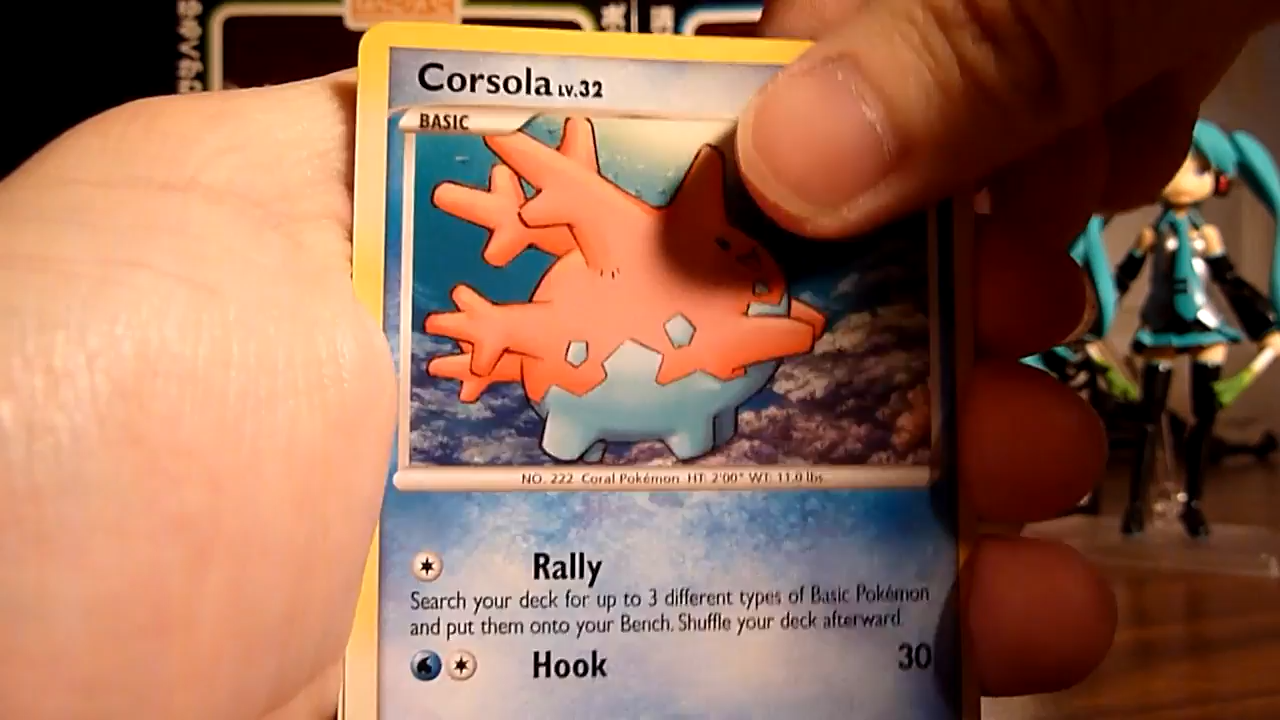 Corsola LV.32
BASIC
NO. 222 Coral Pokémon HT: 2'00" WT: 11.0 lbs.
Rally
Search your deck for up to 3 different types of Basic Pokémon
and put them onto your Bench. Shuffle your deck afterward.
Hook 30